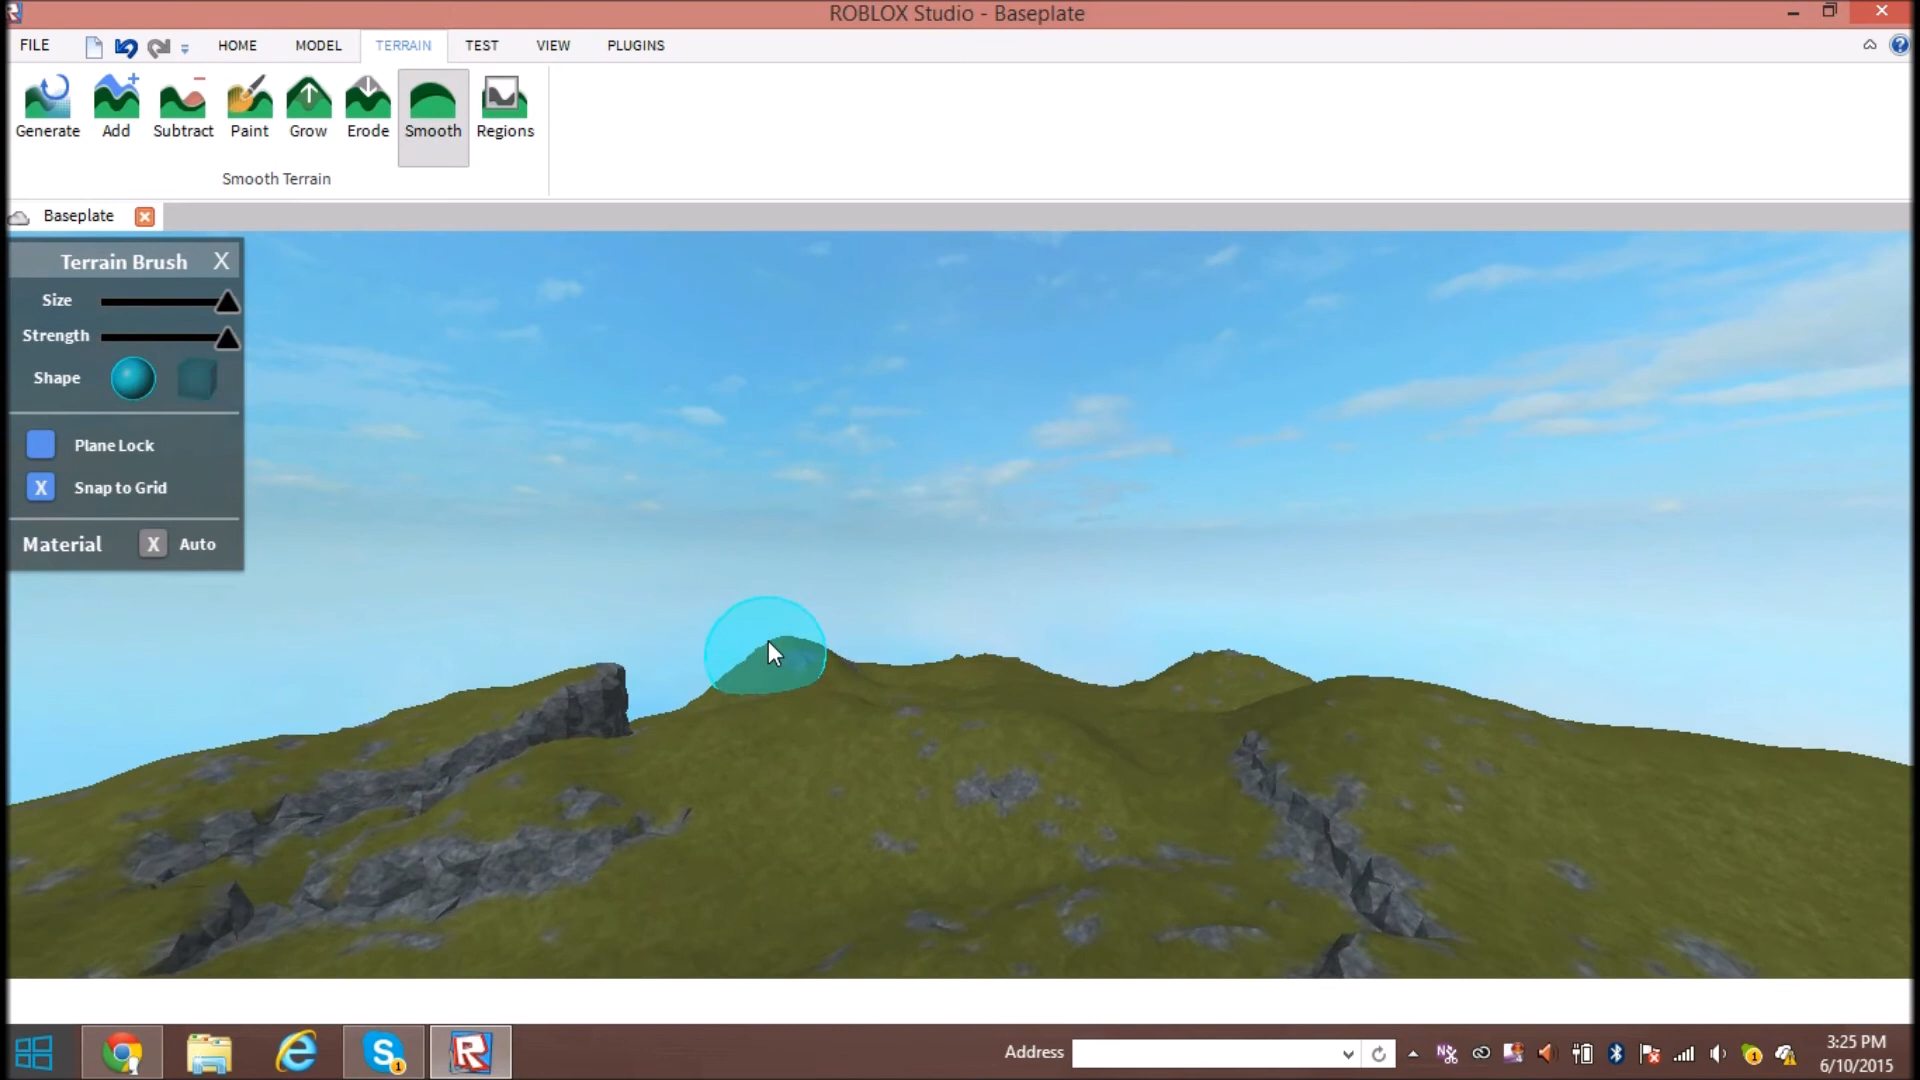 ROBLOX Studio - Baseplate
FILE HOME MODEL TERRAIN TEST VIEW PLUGINS
Generate Add Subtract Paint Grow Erode Smooth Regions
Smooth Terrain
Baseplate
Terrain Brush X
Size
Strength
Shape
Plane Lock
X Snap to Grid
Material X Auto
Address
3:25 PM
6/10/2015